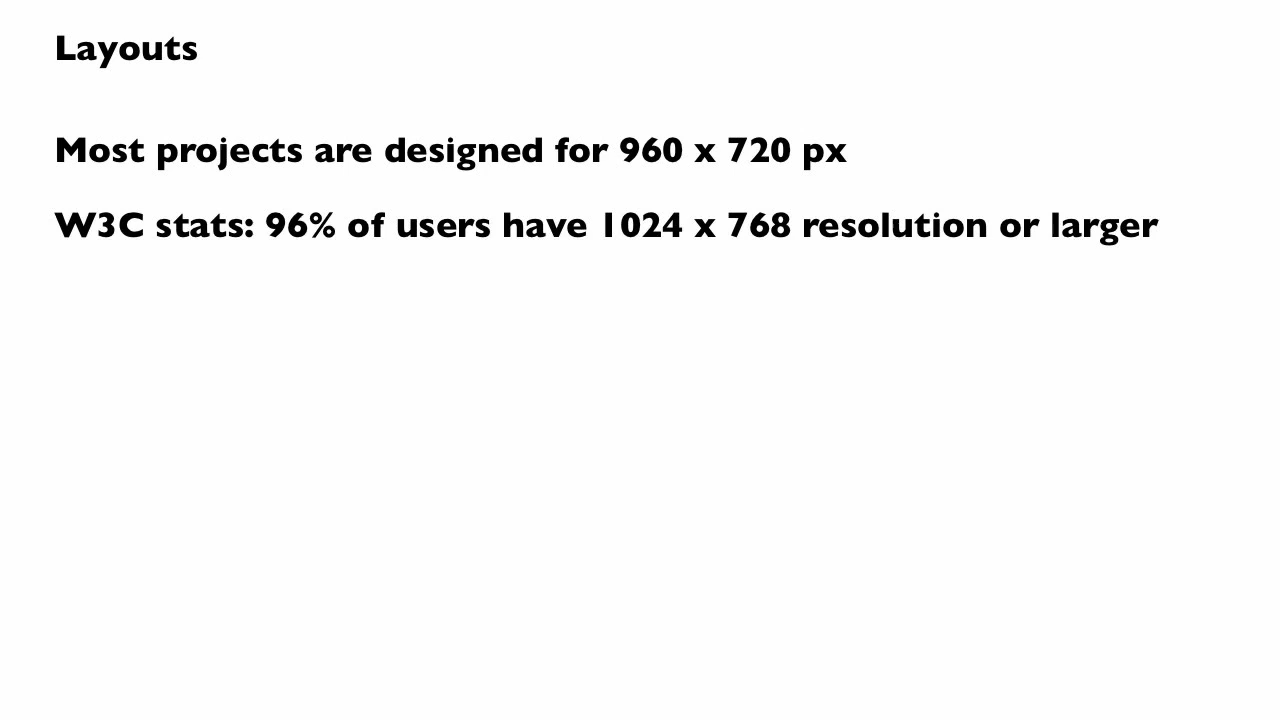 Layouts
Most projects are designed for 960 x 720 px
W3C stats: 96% of users have 1024 x 768 resolution or larger